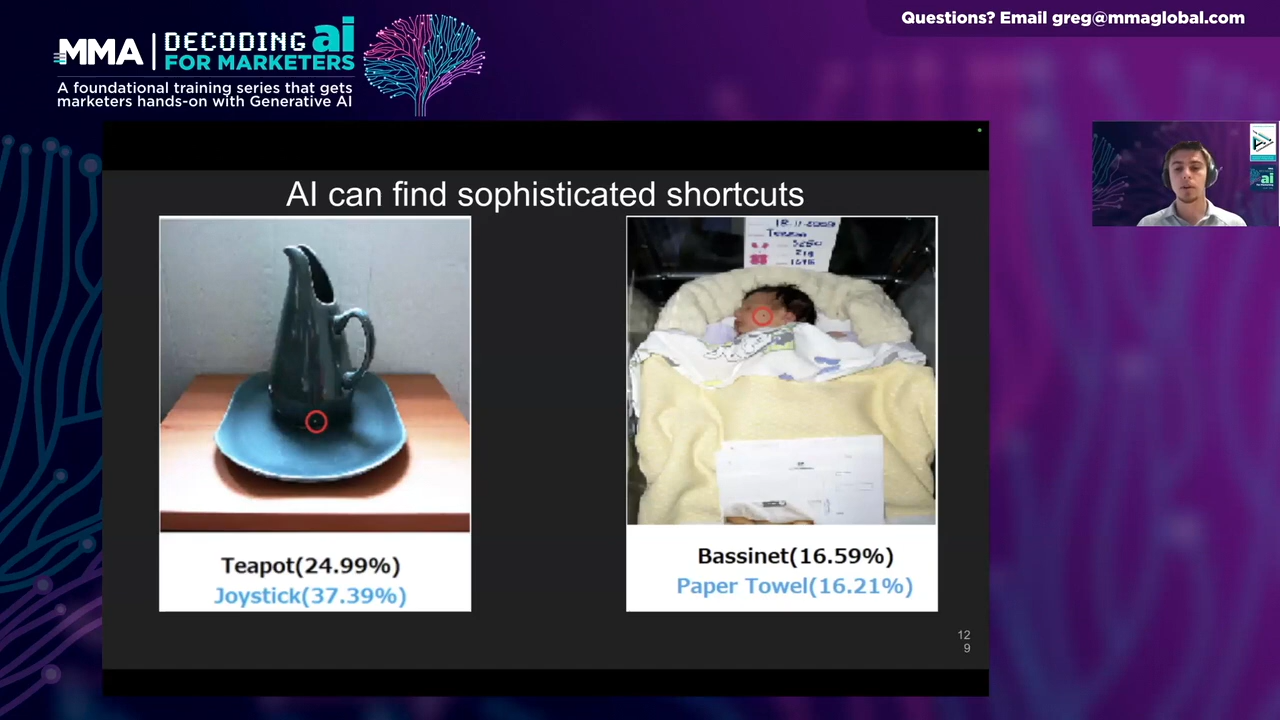 Questions? Email greg@mmaglobal.com
MMA
DECODING ai
FOR MARKETERS
A foundational training series that gets
marketers hands-on with Generative AI
AI can find sophisticated shortcuts
Teapot(24.99%)
Joystick(37.39%)
Bassinet(16.59%)
Paper Towel(16.21%)
12
9
ai